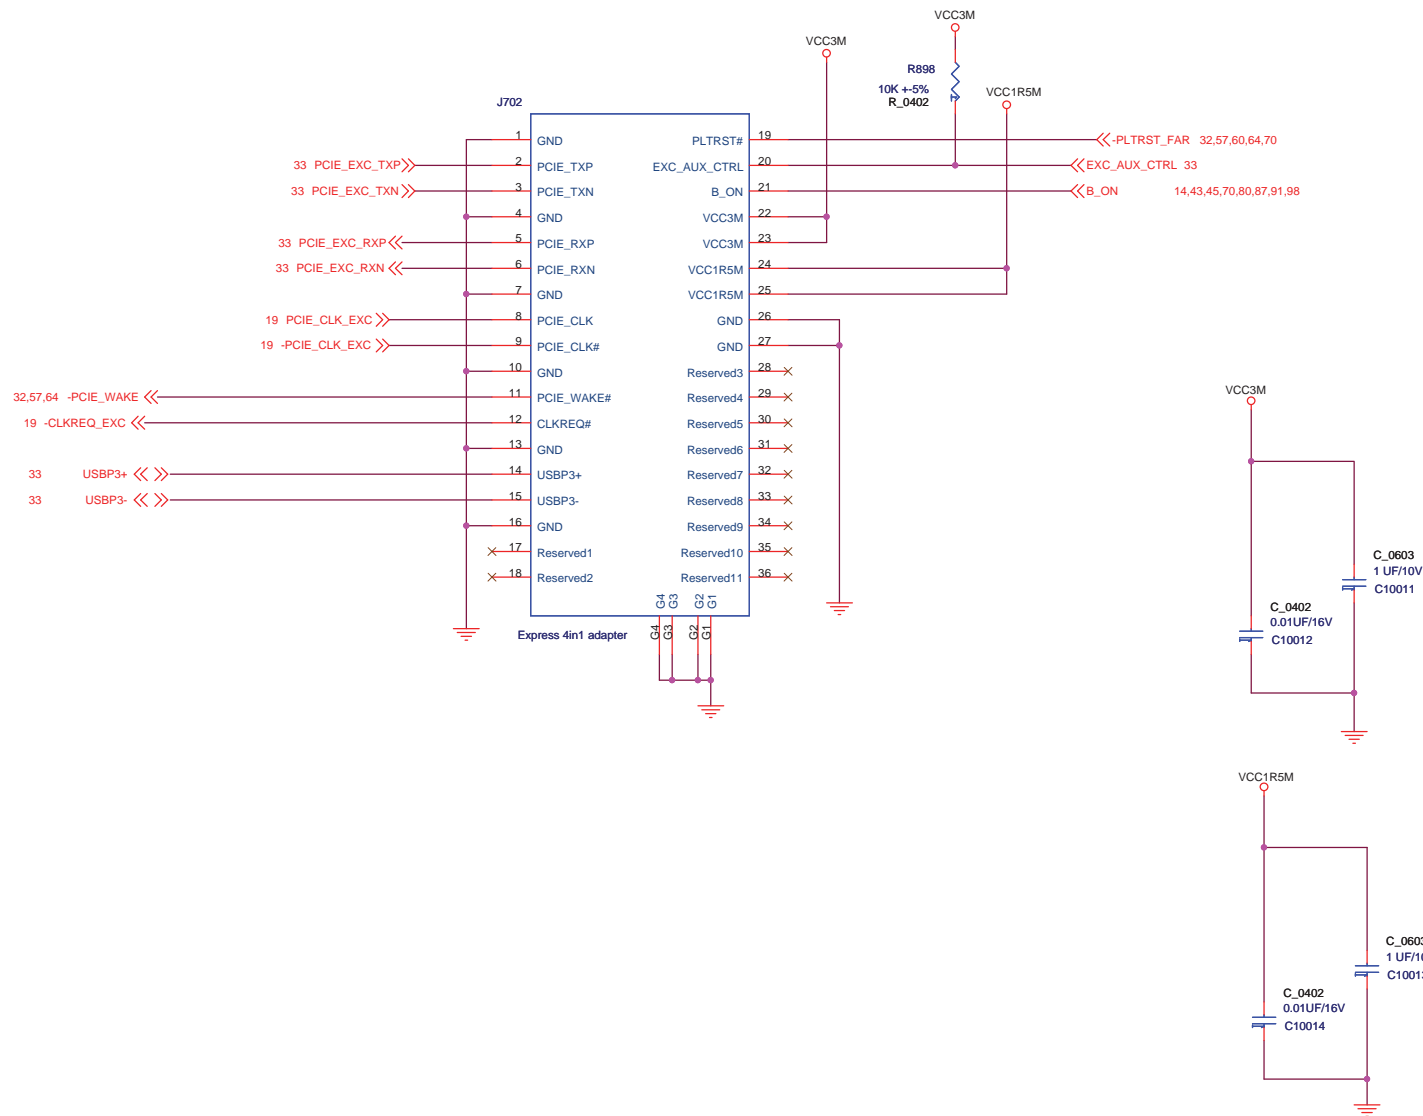 VCC3M
VCC3M
R898
10K +-5%
R_0402
VCC1R5M
J702
1 GND
33 PCIE_EXC_TXP 2 PCIE_TXP
33 PCIE_EXC_TXN 3 PCIE_TXN
4 GND
33 PCIE_EXC_RXP 5 PCIE_RXP
33 PCIE_EXC_RXN 6 PCIE_RXN
7 GND
19 PCIE_CLK_EXC 8 PCIE_CLK
19 -PCIE_CLK_EXC 9 PCIE_CLK#
10 GND
32,57,64 -PCIE_WAKE 11 PCIE_WAKE#
19 -CLKREQ_EXC 12 CLKREQ#
13 GND
33 USBP3+ 14 USBP3+
33 USBP3- 15 USBP3-
16 GND
17 Reserved1
18 Reserved2
PLTRST# 19 -PLTRST_FAR 32,57,60,64,70
EXC_AUX_CTRL 20 EXC_AUX_CTRL 33
B_ON 21 B_ON 14,43,45,70,80,87,91,98
VCC3M 22
VCC3M 23
VCC1R5M 24
VCC1R5M 25
GND 26
GND 27
Reserved3 28
Reserved4 29
Reserved5 30
Reserved6 31
Reserved7 32
Reserved8 33
Reserved9 34
Reserved10 35
Reserved11 36
G4 G3 G2 G1
G4 G3 G2 G1
Express 4in1 adapter
VCC3M
C_0603
1 UF/10V
C10011
C_0402
0.01UF/16V
C10012
VCC1R5M
C_0603
1 UF/10
C10013
C_0402
0.01UF/16V
C10014